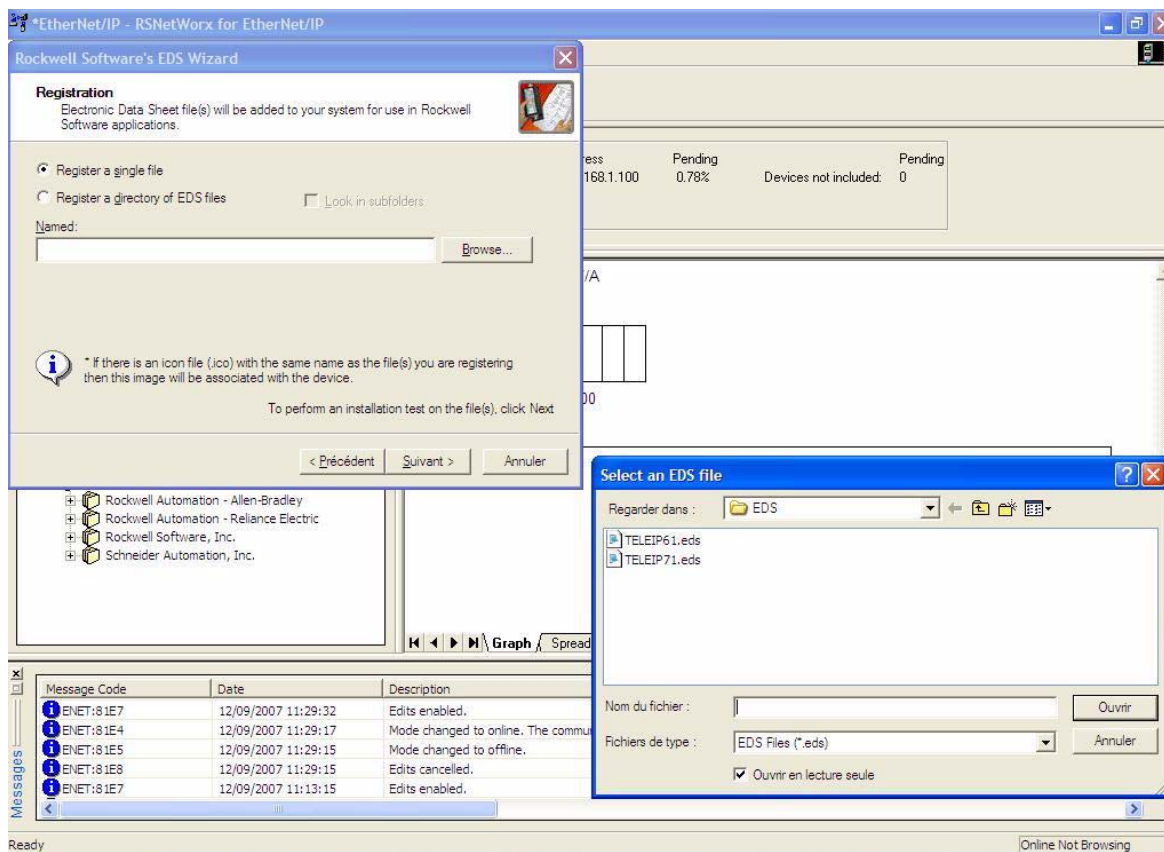 *EtherNet/IP - RSNetWorx for EtherNet/IP
Rockwell Software's EDS Wizard
Registration
Electronic Data Sheet file(s) will be added to your system for use in Rockwell
Software applications.
Register a single file
Register a directory of EDS files
Look in subfolders
Named:
Browse...
* If there is an icon file (.ico) with the same name as the file(s) you are registering
then this image will be associated with the device.
To perform an installation test on the file(s), click Next
< Précédent
Suivant >
Annuler
ress
Pending
Pending
168.1.100
0.78%
Devices not included:
0
/A
00
Rockwell Automation - Allen-Bradley
Rockwell Automation - Reliance Electric
Rockwell Software, Inc.
Schneider Automation, Inc.
Graph
Spread
Select an EDS file
Regarder dans :
EDS
TELEIP61.eds
TELEIP71.eds
Nom du fichier :
Ouvrir
Fichiers de type :
EDS Files (*.eds)
Annuler
Ouvrir en lecture seule
Messages
Message Code Date Description
ENET:81E7 12/09/2007 11:29:32 Edits enabled.
ENET:81E4 12/09/2007 11:29:17 Mode changed to online. The commu
ENET:81E5 12/09/2007 11:29:15 Mode changed to offline.
ENET:81E8 12/09/2007 11:29:15 Edits cancelled.
ENET:81E7 12/09/2007 11:13:15 Edits enabled.
Ready
Online Not Browsing